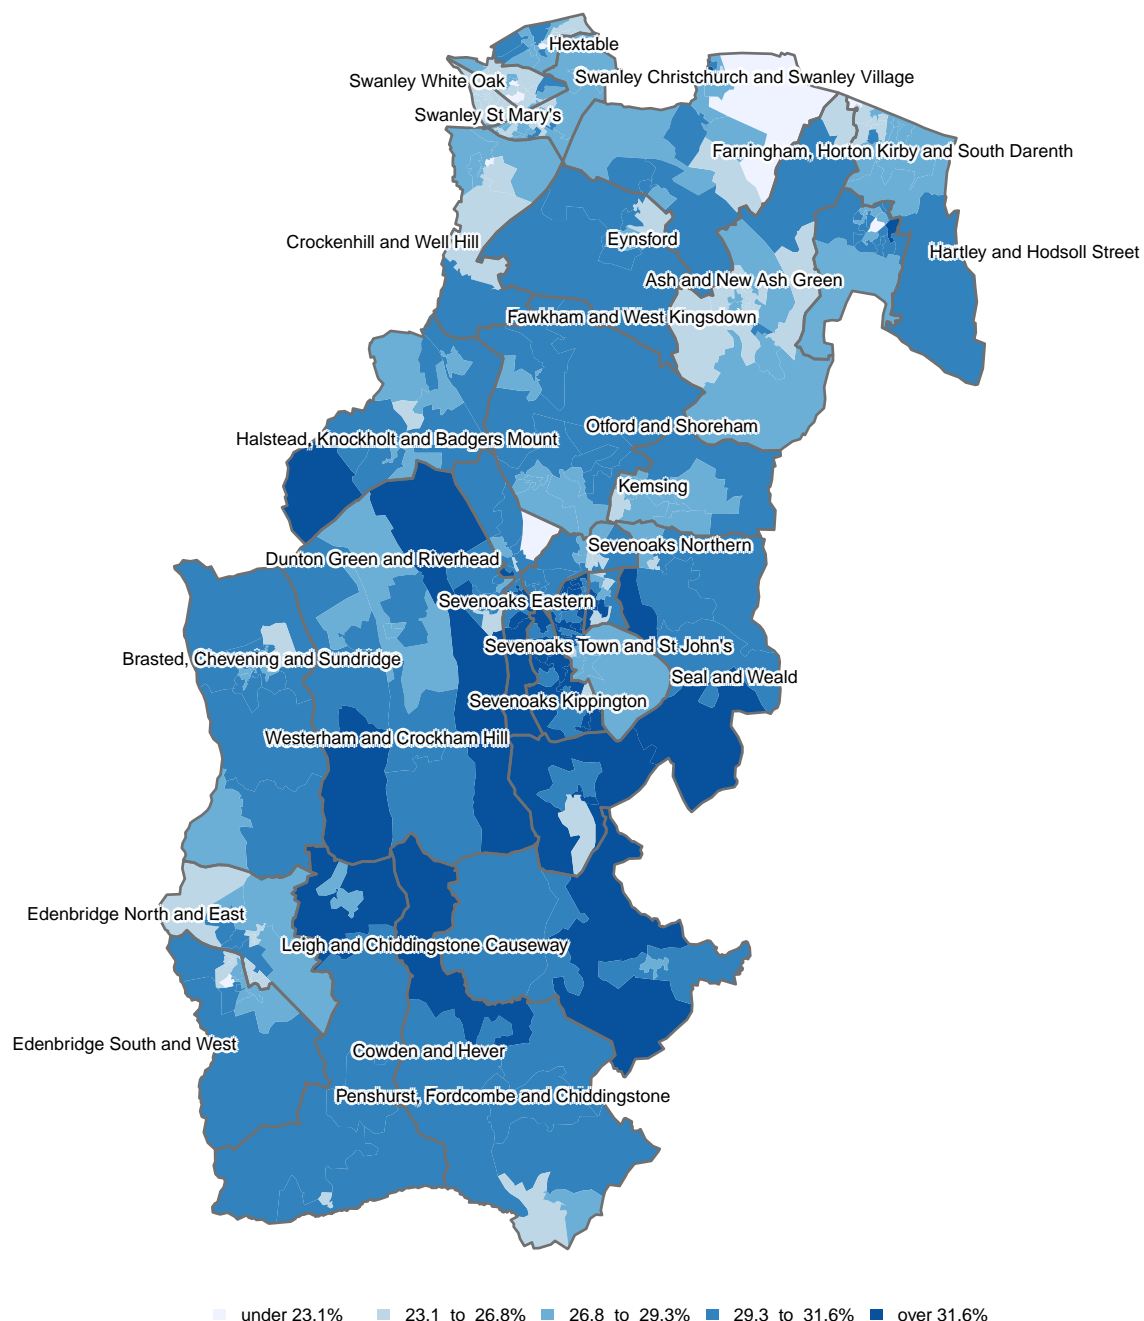 Hextable
Swanley White Oak
Swanley Christchurch and Swanley Village
Swanley St Mary's
Farningham, Horton Kirby and South Darenth
Crockenhill and Well Hill
Eynsford
Hartley and Hodsoll Street
Ash and New Ash Green
Fawkham and West Kingsdown
Otford and Shoreham
Halstead, Knockholt and Badgers Mount
Kemsing
Sevenoaks Northern
Dunton Green and Riverhead
Sevenoaks Eastern
Sevenoaks Town and St John's
Brasted, Chevening and Sundridge
Seal and Weald
Sevenoaks Kippington
Westerham and Crockham Hill
Edenbridge North and East
Leigh and Chiddingstone Causeway
Edenbridge South and West
Cowden and Hever
Penshurst, Fordcombe and Chiddingstone
under 23.1% 23.1 to 26.8% 26.8 to 29.3% 29.3 to 31.6% over 31.6%